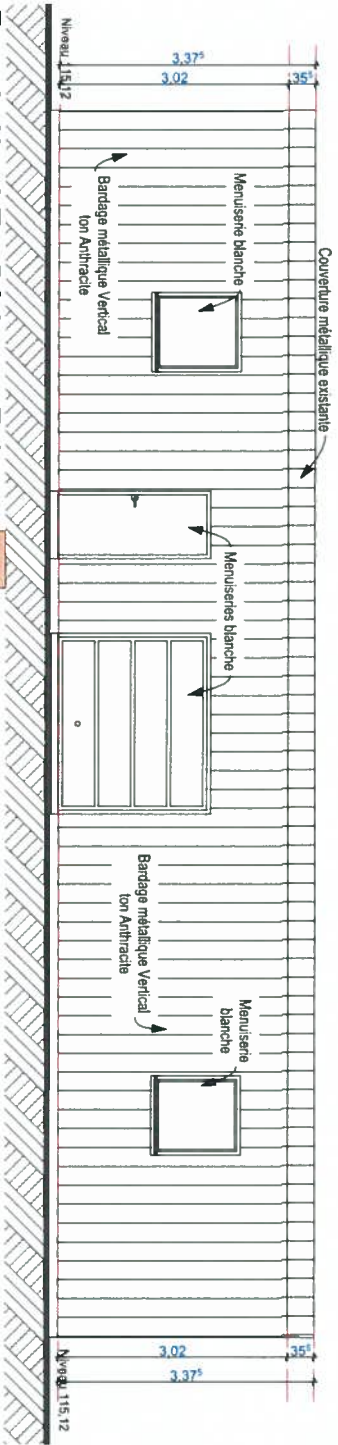 Couverture métallique existante
3,37⁵
3,02
35⁵
Niveau 115,12
Menuiserie blanche
Bardage métallique Vertical
ton Anthracite
Menuiseries blanche
Bardage métallique Vertical
ton Anthracite
Menuiserie
blanche
3,02
35⁵
3,37⁵
Niveau 115,12